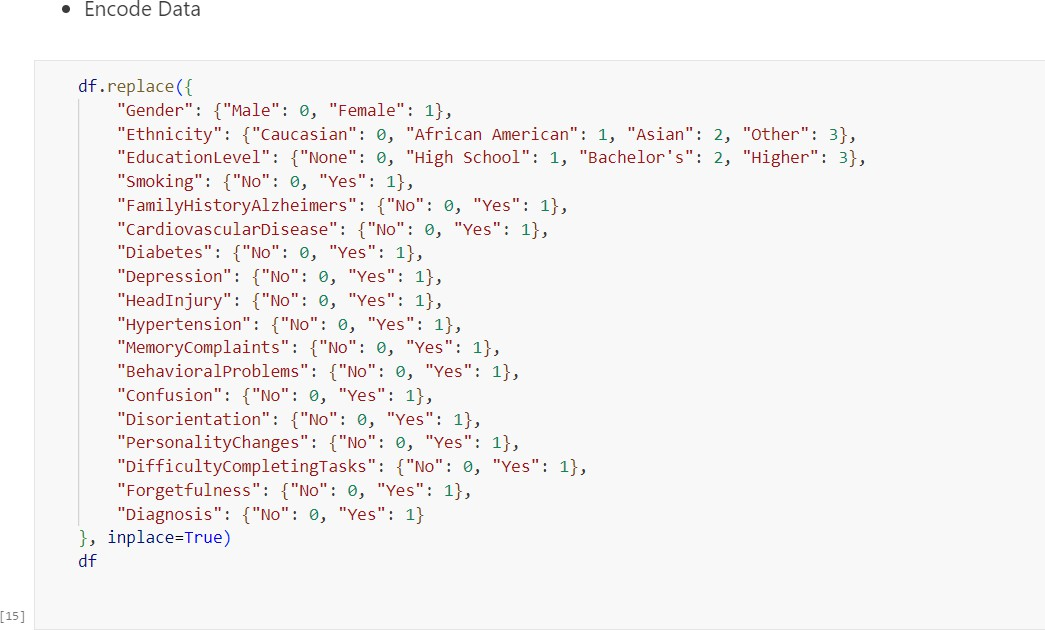 • Encode Data
df.replace({
"Gender": {"Male": 0, "Female": 1},
"Ethnicity": {"Caucasian": 0, "African American": 1, "Asian": 2, "Other": 3},
"EducationLevel": {"None": 0, "High School": 1, "Bachelor's": 2, "Higher": 3},
"Smoking": {"No": 0, "Yes": 1},
"FamilyHistoryAlzheimers": {"No": 0, "Yes": 1},
"CardiovascularDisease": {"No": 0, "Yes": 1},
"Diabetes": {"No": 0, "Yes": 1},
"Depression": {"No": 0, "Yes": 1},
"HeadInjury": {"No": 0, "Yes": 1},
"Hypertension": {"No": 0, "Yes": 1},
"MemoryComplaints": {"No": 0, "Yes": 1},
"BehavioralProblems": {"No": 0, "Yes": 1},
"Confusion": {"No": 0, "Yes": 1},
"Disorientation": {"No": 0, "Yes": 1},
"PersonalityChanges": {"No": 0, "Yes": 1},
"DifficultyCompletingTasks": {"No": 0, "Yes": 1},
"Forgetfulness": {"No": 0, "Yes": 1},
"Diagnosis": {"No": 0, "Yes": 1}
}, inplace=True)
df
[15]